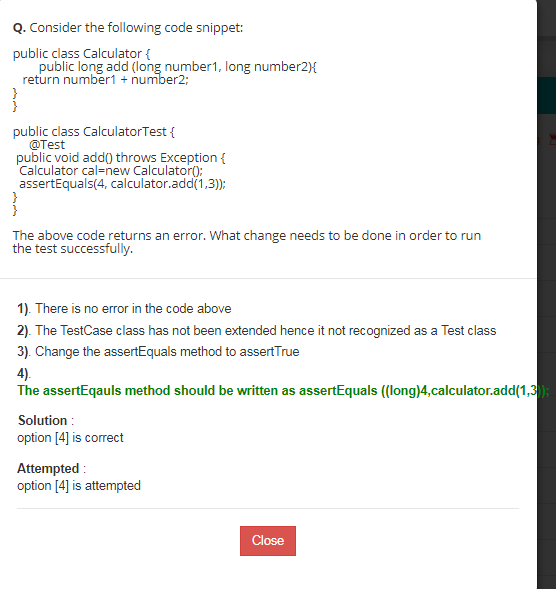 Q. Consider the following code snippet:
public class Calculator {
public long add (long number1, long number2){
return number1 + number2;
}
}
public class CalculatorTest {
@Test
public void add() throws Exception {
Calculator cal=new Calculator();
assertEquals(4, calculator.add(1,3));
}
}
The above code returns an error. What change needs to be done in order to run
the test successfully.
1). There is no error in the code above
2). The TestCase class has not been extended hence it not recognized as a Test class
3). Change the assertEquals method to assertTrue
4).
The assertEqauls method should be written as assertEquals ((long)4,calculator.add(1,3));
Solution :
option [4] is correct
Attempted :
option [4] is attempted
Close